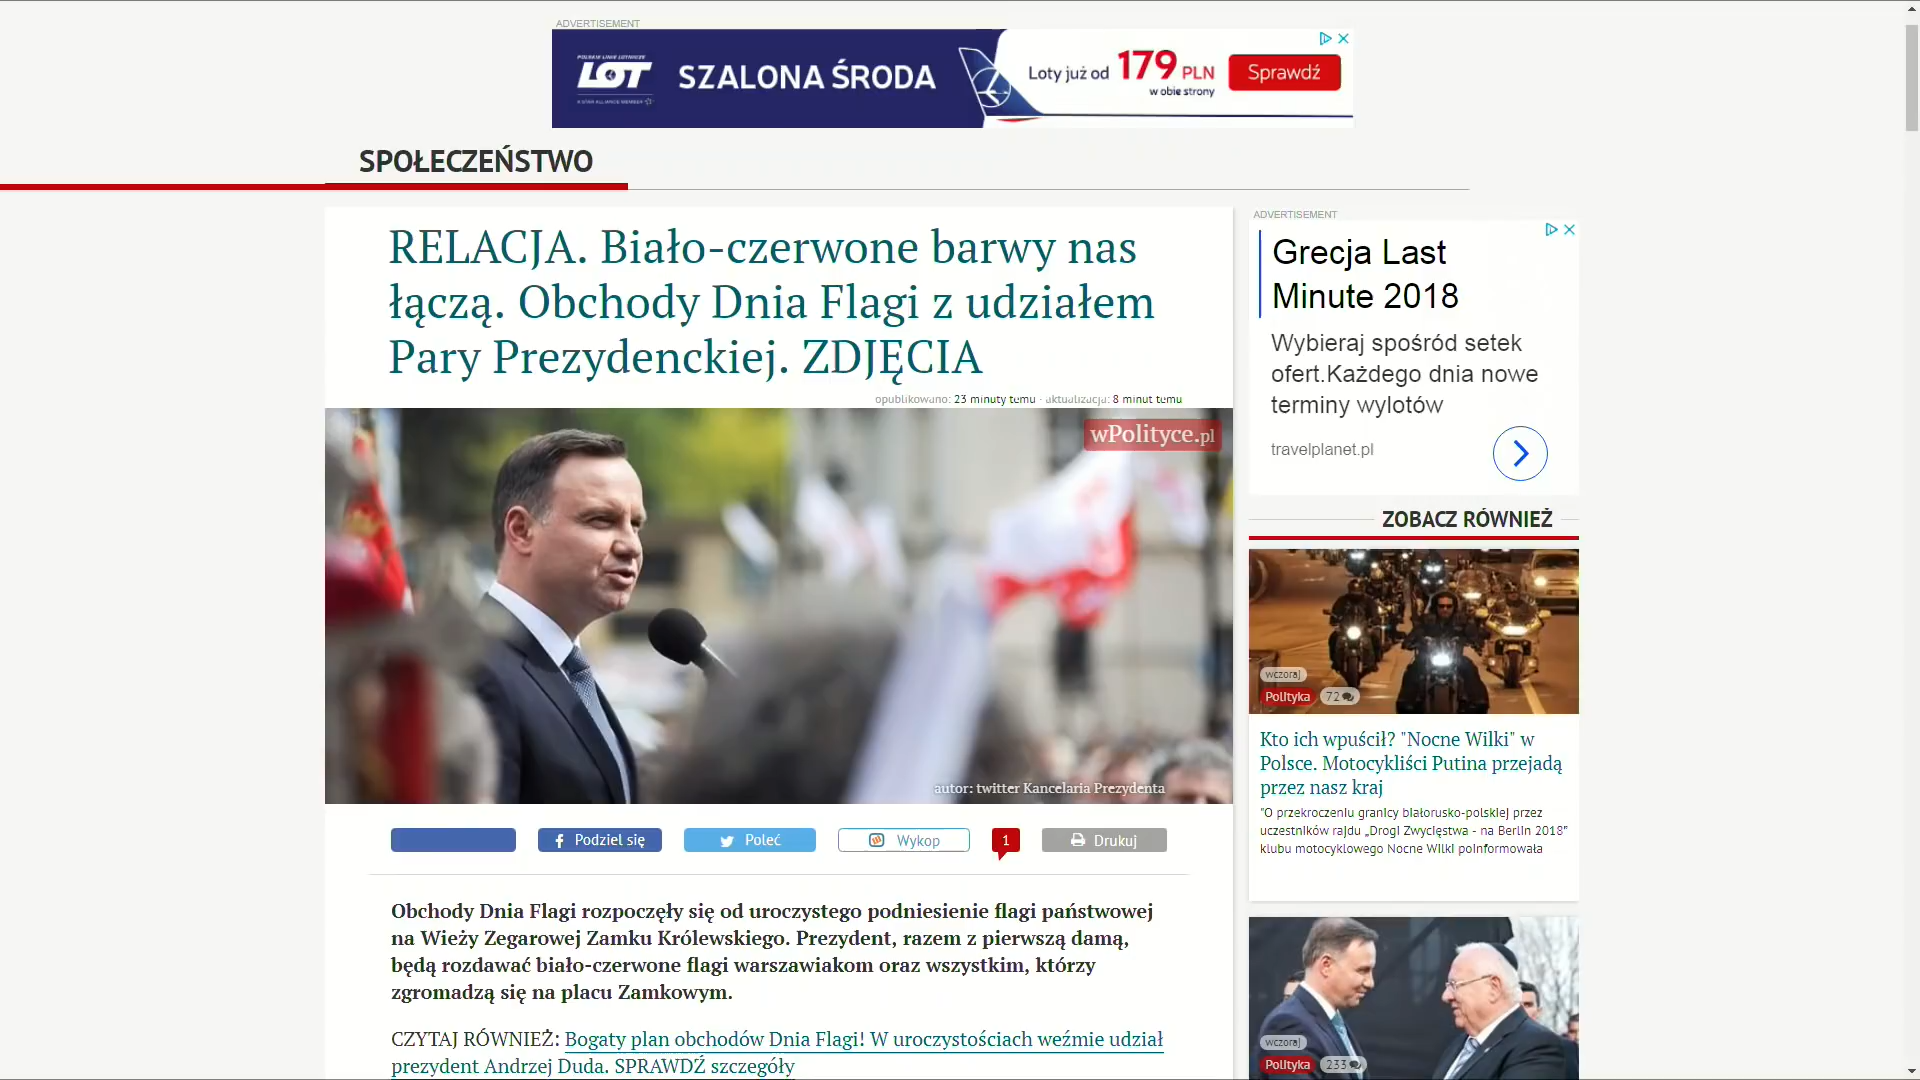 ADVERTISEMENT
POLSKIE LINIE LOTNICZE
LOT
A STAR ALLIANCE MEMBER
SZALONA ŚRODA
Loty już od 179 PLN
w obie strony
Sprawdź
SPOŁECZEŃSTWO
RELACJA. Biało-czerwone barwy nas
łączą. Obchody Dnia Flagi z udziałem
Pary Prezydenckiej. ZDJĘCIA
opublikowano: 23 minuty temu · aktualizacja: 8 minut temu
wPolityce.pl
autor: twitter Kancelaria Prezydenta
Podziel się
Poleć
Wykop
1
Drukuj
Obchody Dnia Flagi rozpoczęły się od uroczystego podniesienie flagi państwowej
na Wieży Zegarowej Zamku Królewskiego. Prezydent, razem z pierwszą damą,
będą rozdawać biało-czerwone flagi warszawiakom oraz wszystkim, którzy
zgromadzą się na placu Zamkowym.
CZYTAJ RÓWNIEŻ: Bogaty plan obchodów Dnia Flagi! W uroczystościach weźmie udział
prezydent Andrzej Duda. SPRAWDŹ szczegóły
ADVERTISEMENT
Grecja Last
Minute 2018
Wybieraj spośród setek
ofert.Każdego dnia nowe
terminy wylotów
travelplanet.pl
ZOBACZ RÓWNIEŻ
wczoraj
Polityka 72
Kto ich wpuścił? "Nocne Wilki" w
Polsce. Motocykliści Putina przejadą
przez nasz kraj
"O przekroczeniu granicy białorusko-polskiej przez
uczestników rajdu „Drogi Zwycięstwa - na Berlin 2018”
klubu motocyklowego Nocne Wilki poinformowała
wczoraj
Polityka 233